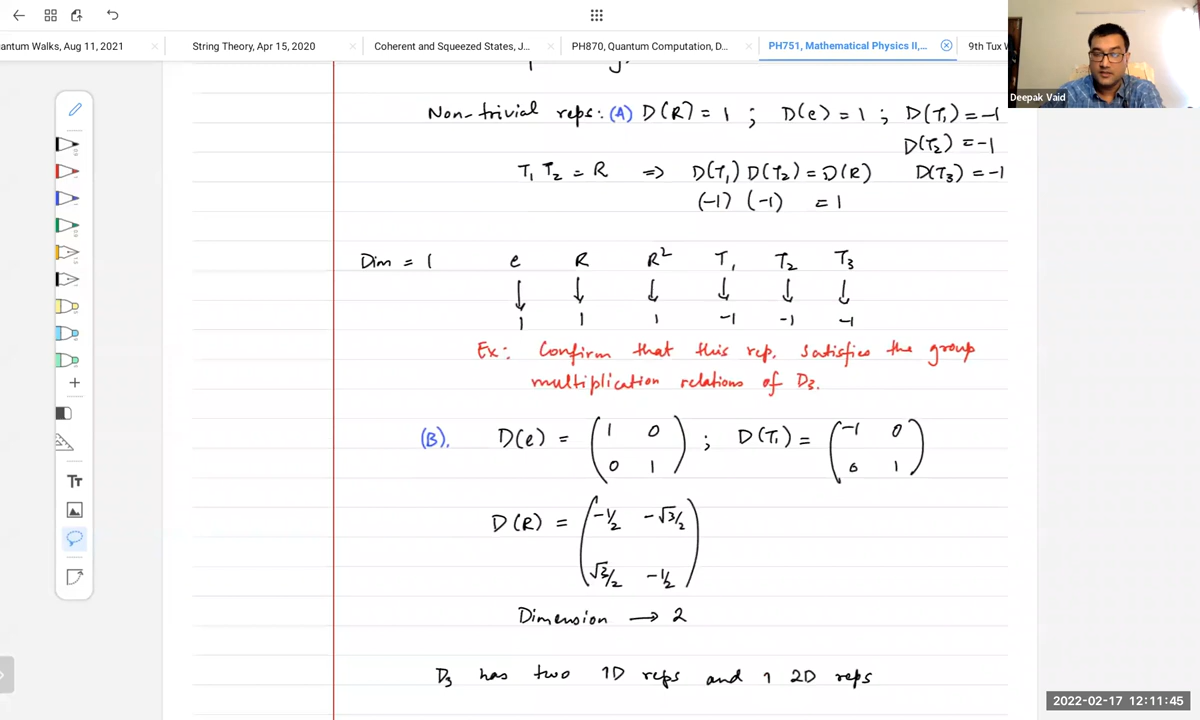 antum Walks, Aug 11, 2021
String Theory, Apr 15, 2020
Coherent and Squeezed States, J...
PH870, Quantum Computation, D...
PH751, Mathematical Physics II,...
9th Tux W
Deepak Vaid
Non-trivial reps: (A) D(R) = 1 ; D(e) = 1 ; D(T₁) = -1
D(T₂) = -1
T₁ T₂ = R ⇒ D(T₁) D(T₂) = D(R) D(T₃) = -1
(-1) (-1) = 1
Dim = 1 e R R² T₁ T₂ T₃
↓ ↓ ↓ ↓ ↓ ↓
1 1 1 -1 -1 -1
Ex: Confirm that this rep. satisfies the group
multiplication relations of D₃.
(B). D(e) = (1 0; 0 1) ; D(T₁) = (-1 0; 0 1)
D(R) = (-1/2 -√3/2; √3/2 -1/2)
Dimension → 2
D₃ has two 1D reps and 1 2D reps
Tт
2022-02-17 12:11:45